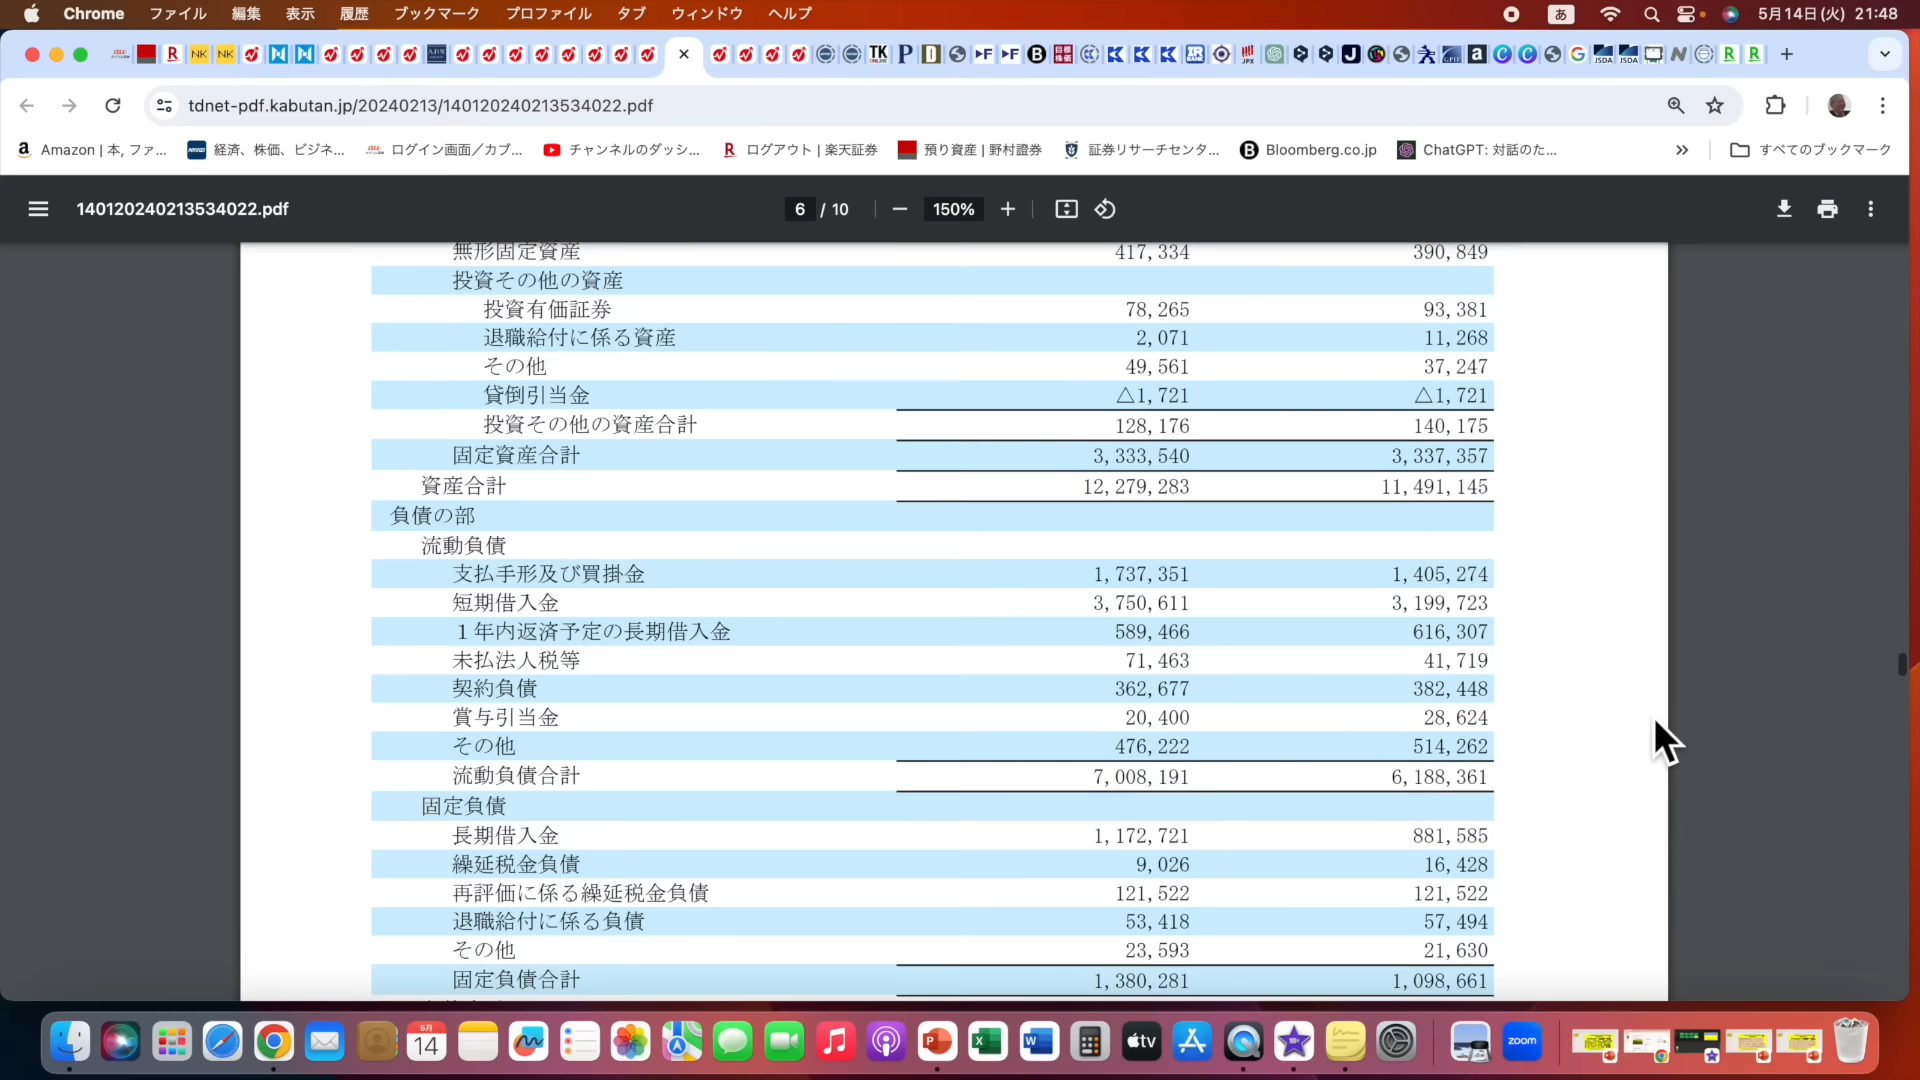 Chrome ファイル 編集 表示 履歴 ブックマーク プロファイル タブ ウィンドウ ヘルプ あ 5月14日(火) 21:48
tdnet-pdf.kabutan.jp/20240213/140120240213534022.pdf
Amazon | 本, ファ... 経済、株価、ビジネ... ログイン画面／カブ... チャンネルのダッシ... ログアウト | 楽天証券 預り資産 | 野村證券 証券リサーチセンタ... Bloomberg.co.jp ChatGPT: 対話のた... すべてのブックマーク
140120240213534022.pdf 6 / 10 150%
無形固定資産 417,334 390,849
投資その他の資産
投資有価証券 78,265 93,381
退職給付に係る資産 2,071 11,268
その他 49,561 37,247
貸倒引当金 △1,721 △1,721
投資その他の資産合計 128,176 140,175
固定資産合計 3,333,540 3,337,357
資産合計 12,279,283 11,491,145
負債の部
流動負債
支払手形及び買掛金 1,737,351 1,405,274
短期借入金 3,750,611 3,199,723
１年内返済予定の長期借入金 589,466 616,307
未払法人税等 71,463 41,719
契約負債 362,677 382,448
賞与引当金 20,400 28,624
その他 476,222 514,262
流動負債合計 7,008,191 6,188,361
固定負債
長期借入金 1,172,721 881,585
繰延税金負債 9,026 16,428
再評価に係る繰延税金負債 121,522 121,522
退職給付に係る負債 53,418 57,494
その他 23,593 21,630
固定負債合計 1,380,281 1,098,661
5月
14
tv
zoom